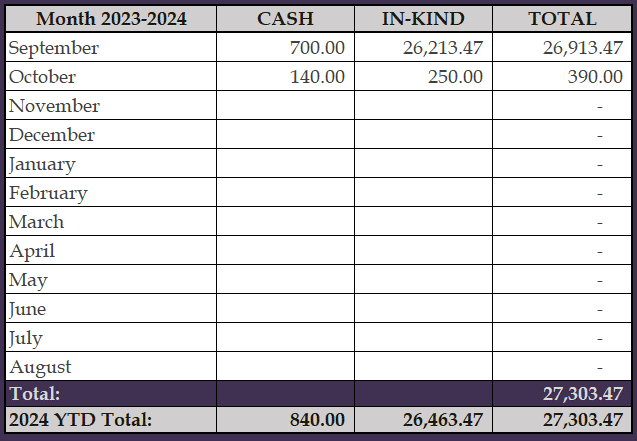 Month 2023-2024 CASH IN-KIND TOTAL
September 700.00 26,213.47 26,913.47
October 140.00 250.00 390.00
November -
December -
January -
February -
March -
April -
May -
June -
July -
August -
Total: 27,303.47
2024 YTD Total: 840.00 26,463.47 27,303.47